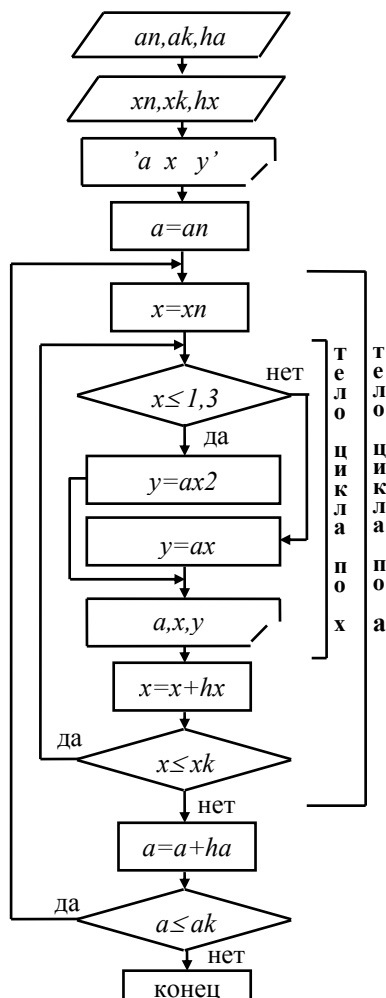 an,ak,ha
xn,xk,hx
’a x y’
a=an
x=xn
x≤ 1,3
нет
да
y=ax2
y=ax
a,x,y
x=x+hx
да
x≤ xk
нет
a=a+ha
да
a≤ ak
нет
конец
тело цикла по x
тело цикла по а